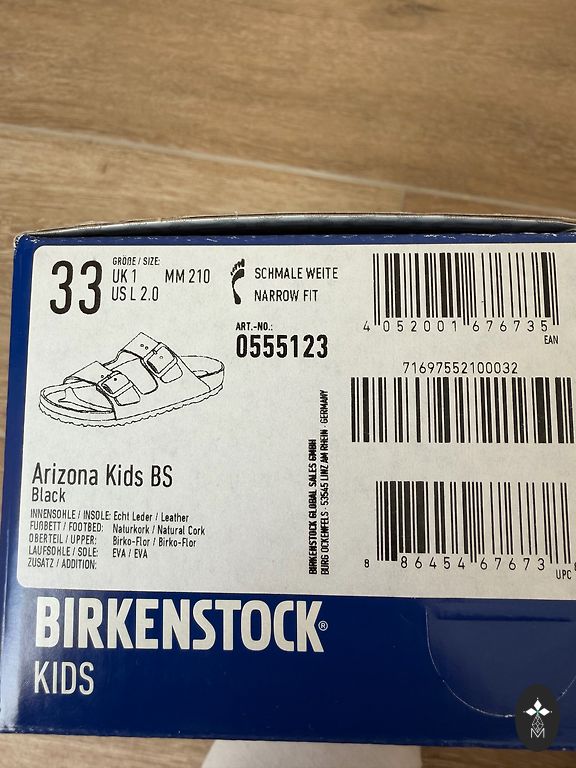 33
GRÖßE / SIZE:
UK 1 MM 210
US L 2.0
SCHMALE WEITE
NARROW FIT
ART.-NO.:
0555123
4 052001 676735
EAN
71697552100032
Arizona Kids BS
Black
INNENSOHLE / INSOLE: Echt Leder / Leather
FUßBETT / FOOTBED: Naturkork / Natural Cork
OBERTEIL / UPPER: Birko-Flor / Birko-Flor
LAUFSOHLE / SOLE: EVA / EVA
ZUSATZ / ADDITION:
BIRKENSTOCK GLOBAL SALES GMBH
BURG OCKENFELS · 53545 LINZ AM RHEIN · GERMANY
8 86454 67673 8
UPC
BIRKENSTOCK®
KIDS
M